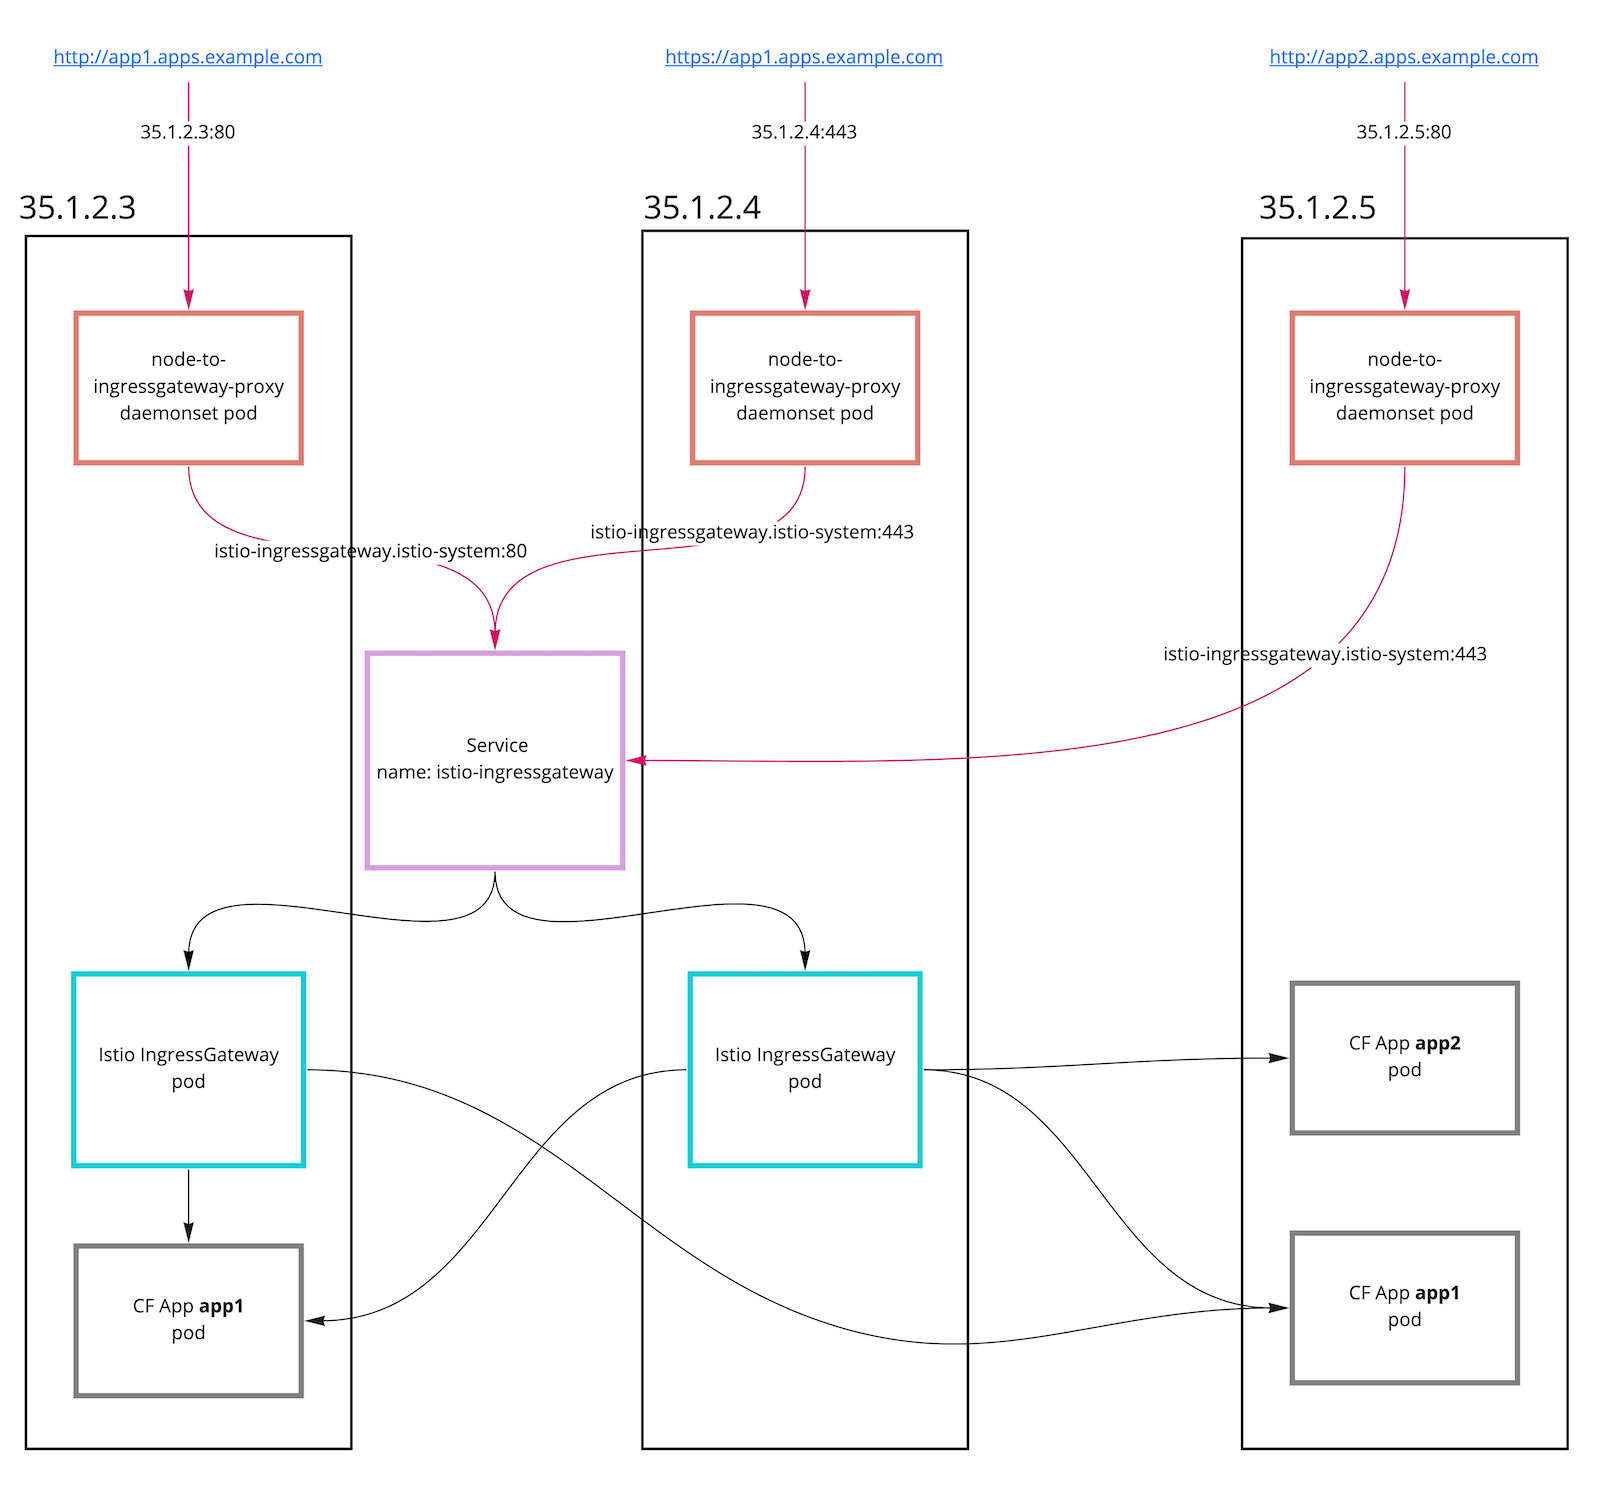 http://app1.apps.example.com
https://app1.apps.example.com
http://app2.apps.example.com
35.1.2.3:80
35.1.2.4:443
35.1.2.5:80
35.1.2.3
35.1.2.4
35.1.2.5
node-to-
ingressgateway-proxy
daemonset pod
node-to-
ingressgateway-proxy
daemonset pod
node-to-
ingressgateway-proxy
daemonset pod
istio-ingressgateway.istio-system:80
istio-ingressgateway.istio-system:443
istio-ingressgateway.istio-system:443
Service
name: istio-ingressgateway
Istio IngressGateway
pod
Istio IngressGateway
pod
CF App app2
pod
CF App app1
pod
CF App app1
pod